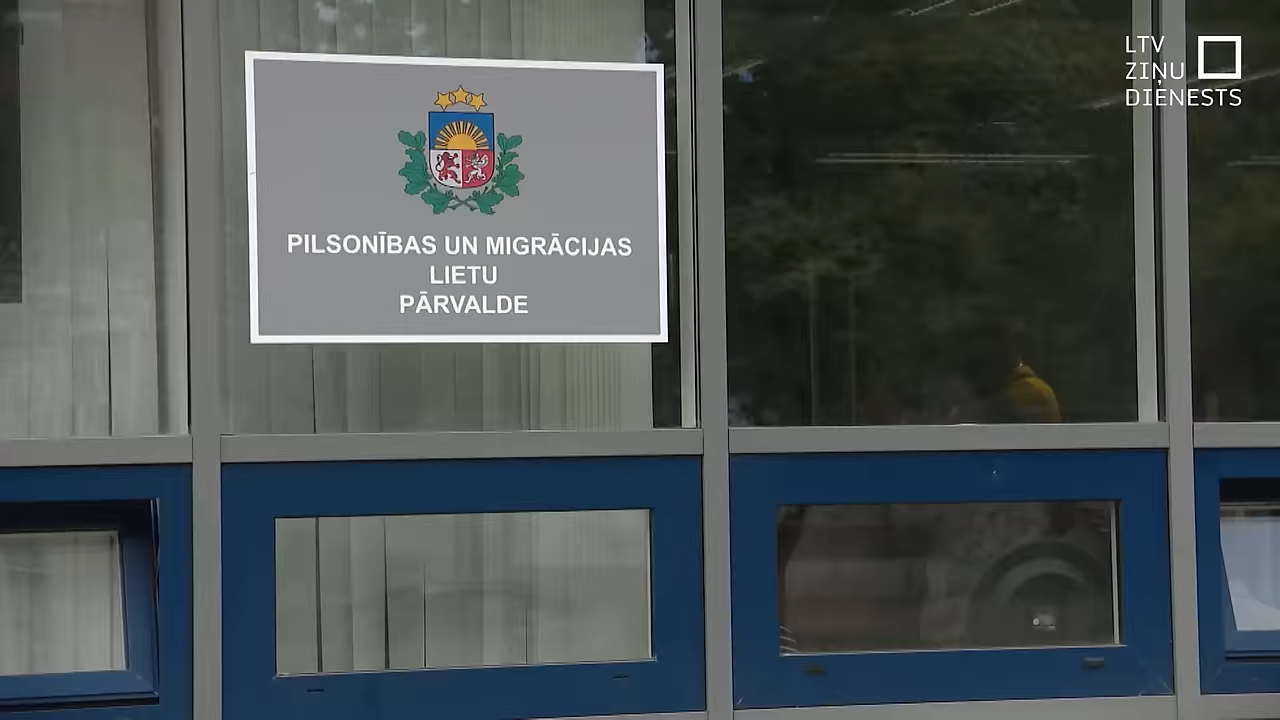 LTV
ZIŅU
DIENESTS
PILSONĪBAS UN MIGRĀCIJAS
LIETU
PĀRVALDE